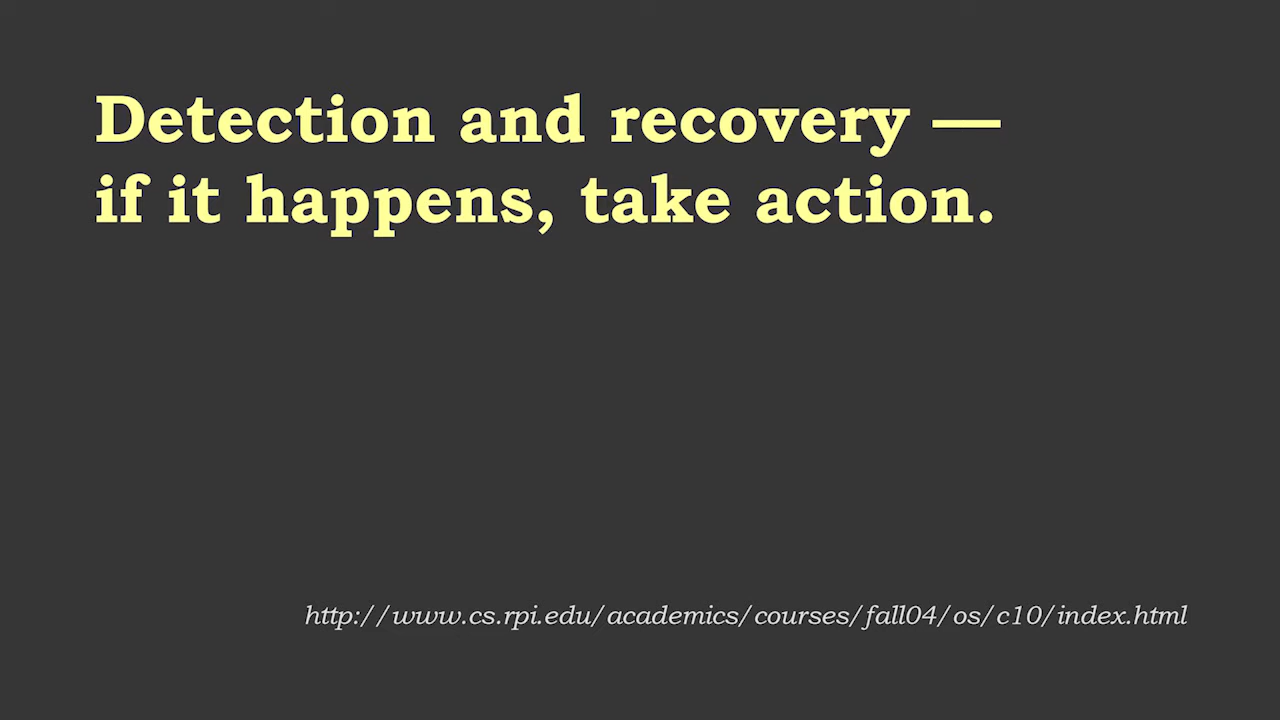 Detection and recovery —
if it happens, take action.
http://www.cs.rpi.edu/academics/courses/fall04/os/c10/index.html